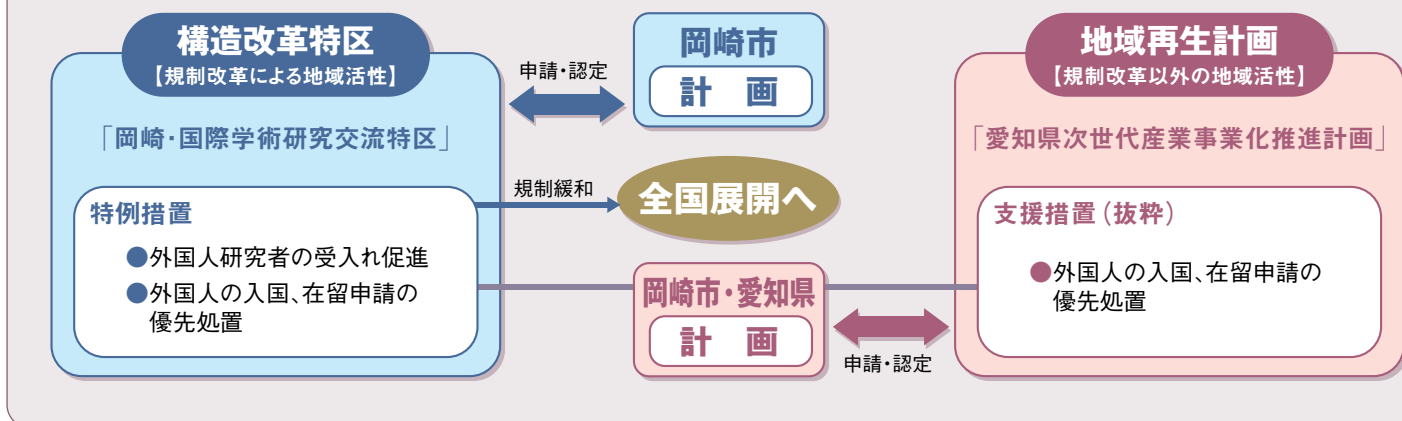 構造改革特区
【規制改革による地域活性】
「岡崎・国際学術研究交流特区」
特例措置
●外国人研究者の受入れ促進
●外国人の入国、在留申請の
優先処置
申請・認定
岡崎市
計　画
規制緩和
全国展開へ
岡崎市・愛知県
計　画
申請・認定
地域再生計画
【規制改革以外の地域活性】
「愛知県次世代産業事業化推進計画」
支援措置（抜粋）
●外国人の入国、在留申請の
優先処置